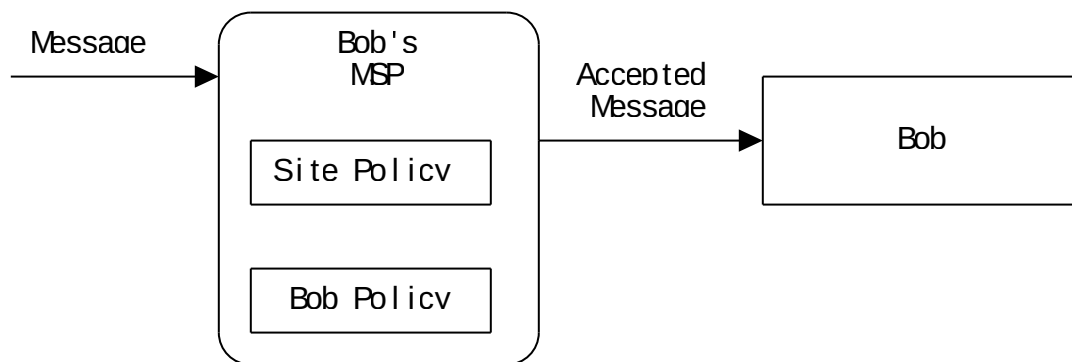 Message
Bob's
MSP
Accepted
Message
Site Policy
Bob
Bob Policy